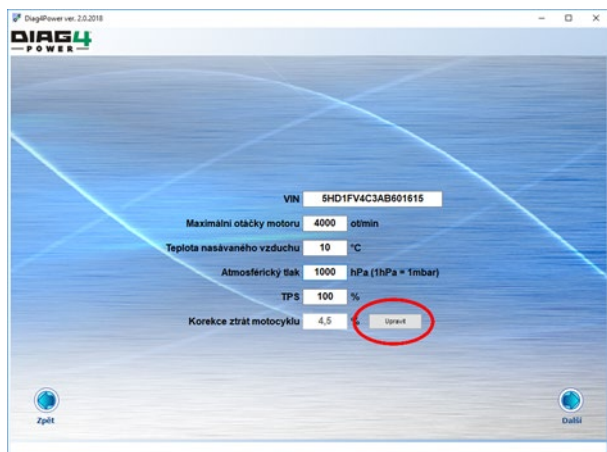 Diag4Power ver. 2.0.2018
DIAG4
POWER
VIN 5HD1FV4C3AB601615
Maximální otáčky motoru 4000 ot/min
Teplota nasávaného vzduchu 10 °C
Atmosférický tlak 1000 hPa (1hPa = 1mbar)
TPS 100 %
Korekce ztrát motocyklu 4,5 % Upravit
Zpět
Další